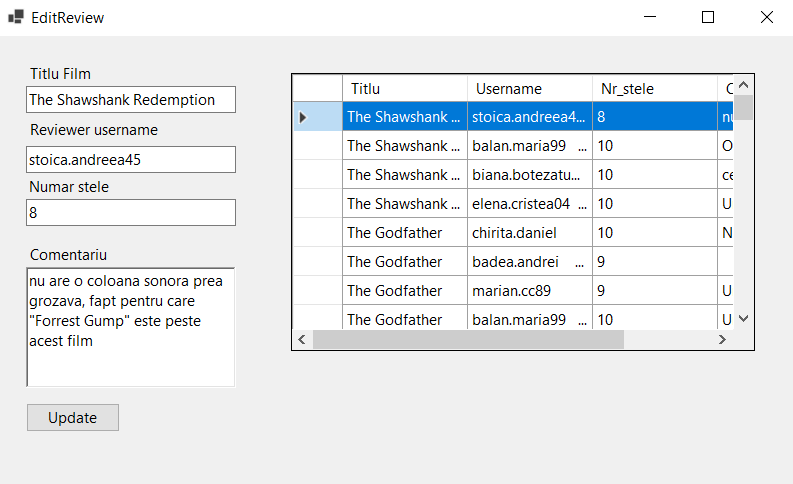 EditReview
Titlu Film
The Shawshank Redemption
Reviewer username
stoica.andreea45
Numar stele
8
Comentariu
nu are o coloana sonora prea
grozava, fapt pentru care
"Forrest Gump" este peste
acest film
Update
Titlu Username Nr_stele
The Shawshank ... stoica.andreea4... 8 nu
The Shawshank ... balan.maria99 ... 10 O
The Shawshank ... biana.botezatu... 10 ce
The Shawshank ... elena.cristea04 ... 10 U
The Godfather chirita.daniel 10 N
The Godfather badea.andrei ... 9
The Godfather marian.cc89 9 U
The Godfather balan.maria99 ... 10 U